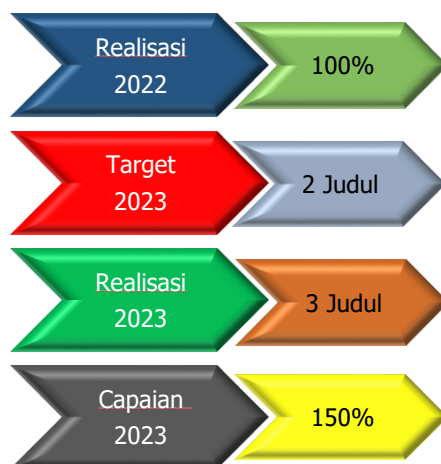 Realisasi
2022
100%
Target
2023
2 Judul
Realisasi
2023
3 Judul
Capaian
2023
150%